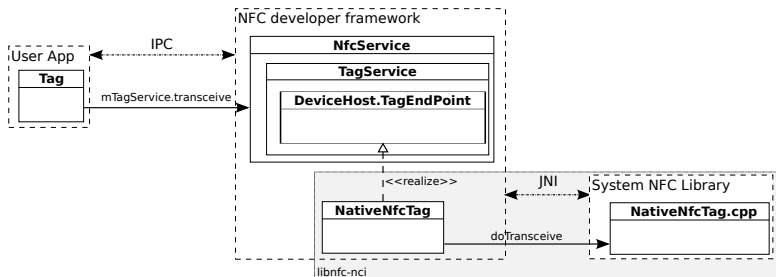 NFC developer framework
IPC
NfcService
User App
Tag
TagService
mTagService.transceive
DeviceHost.TagEndPoint
<<realize>>
JNI
System NFC Library
NativeNfcTag
NativeNfcTag.cpp
doTransceive
libnfc-nci